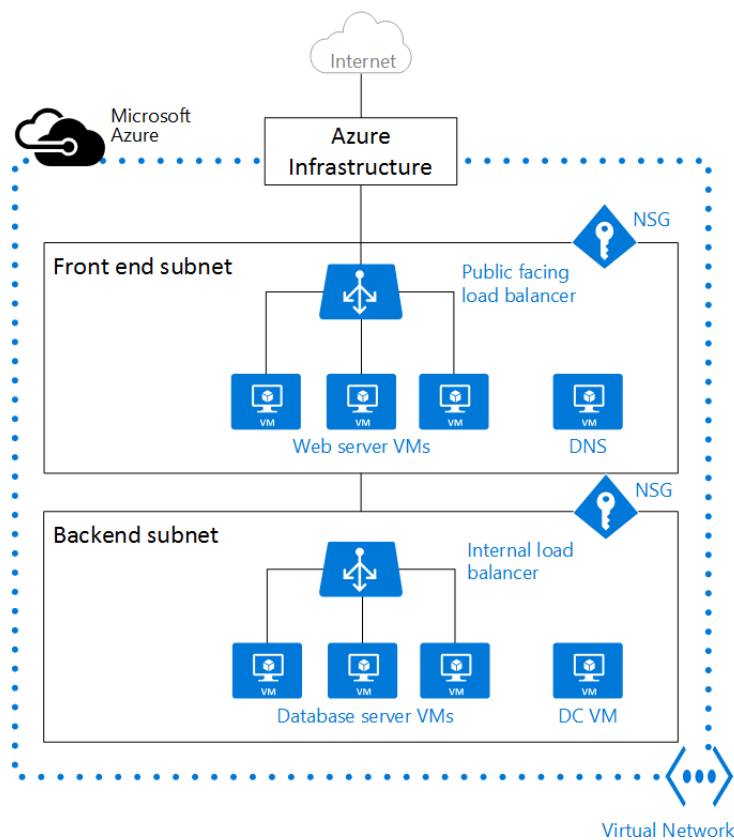 Internet
Microsoft
Azure
Azure
Infrastructure
NSG
Front end subnet
Public facing
load balancer
VM
VM
VM
VM
Web server VMs
DNS
NSG
Backend subnet
Internal load
balancer
VM
VM
VM
VM
Database server VMs
DC VM
Virtual Network